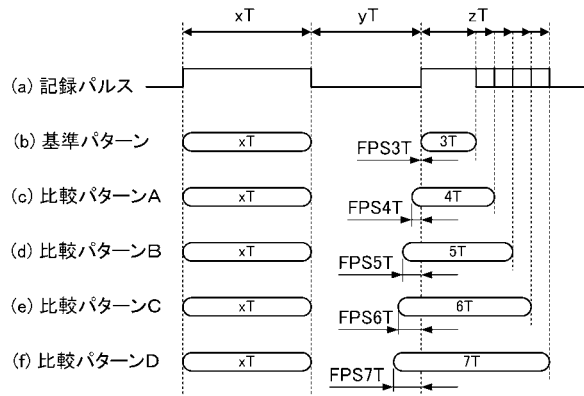 xT yT zT
(a) 記録パルス
(b) 基準パターン xT FPS3T 3T
(c) 比較パターンA xT FPS4T 4T
(d) 比較パターンB xT FPS5T 5T
(e) 比較パターンC xT FPS6T 6T
(f) 比較パターンD xT FPS7T 7T